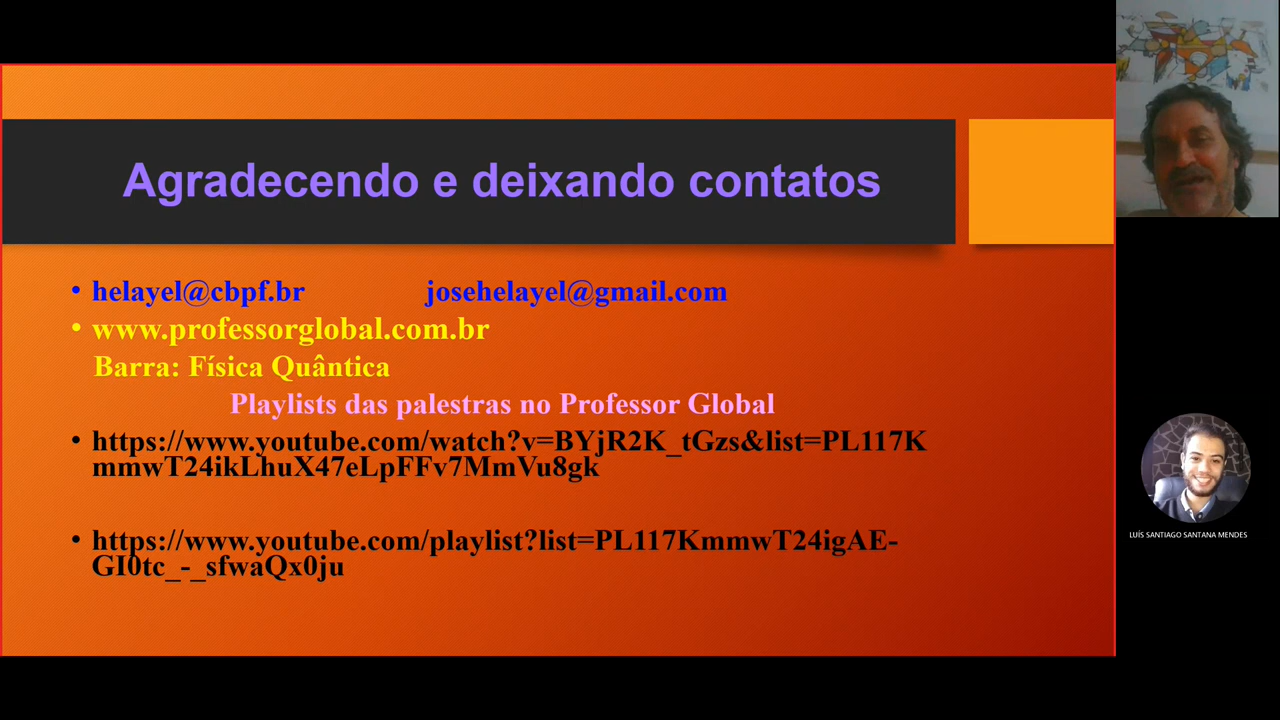 Agradecendo e deixando contatos
• helayel@cbpf.br josehelayel@gmail.com
• www.professorglobal.com.br
Barra: Física Quântica
Playlists das palestras no Professor Global
• https://www.youtube.com/watch?v=BYjR2K_tGzs&list=PL117K
mmwT24ikLhuX47eLpFFv7MmVu8gk
• https://www.youtube.com/playlist?list=PL117KmmwT24igAE-
GI0tc_-_sfwaQx0ju
LUÍS SANTIAGO SANTANA MENDES